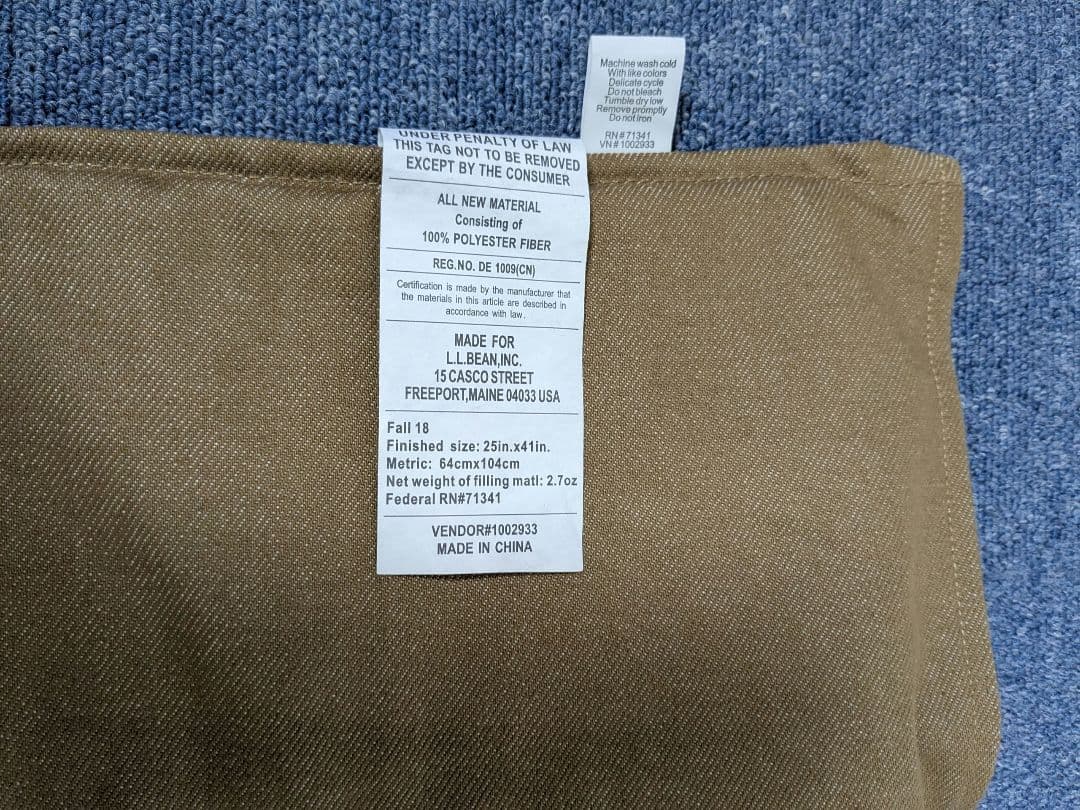 UNDER PENALTY OF LAW
THIS TAG NOT TO BE REMOVED
EXCEPT BY THE CONSUMER
ALL NEW MATERIAL
Consisting of
100% POLYESTER FIBER
REG.NO. DE 1009(CN)
Certification is made by the manufacturer that
the materials in this article are described in
accordance with law.
MADE FOR
L.L.BEAN,INC.
15 CASCO STREET
FREEPORT,MAINE 04033 USA
Fall 18
Finished size: 25in.x41in.
Metric: 64cmx104cm
Net weight of filling matl: 2.7oz
Federal RN#71341
VENDOR#1002933
MADE IN CHINA
Machine wash cold
With like colors
Delicate cycle
Do not bleach
Tumble dry low
Remove promptly
Do not iron
RN#71341
VN#1002933